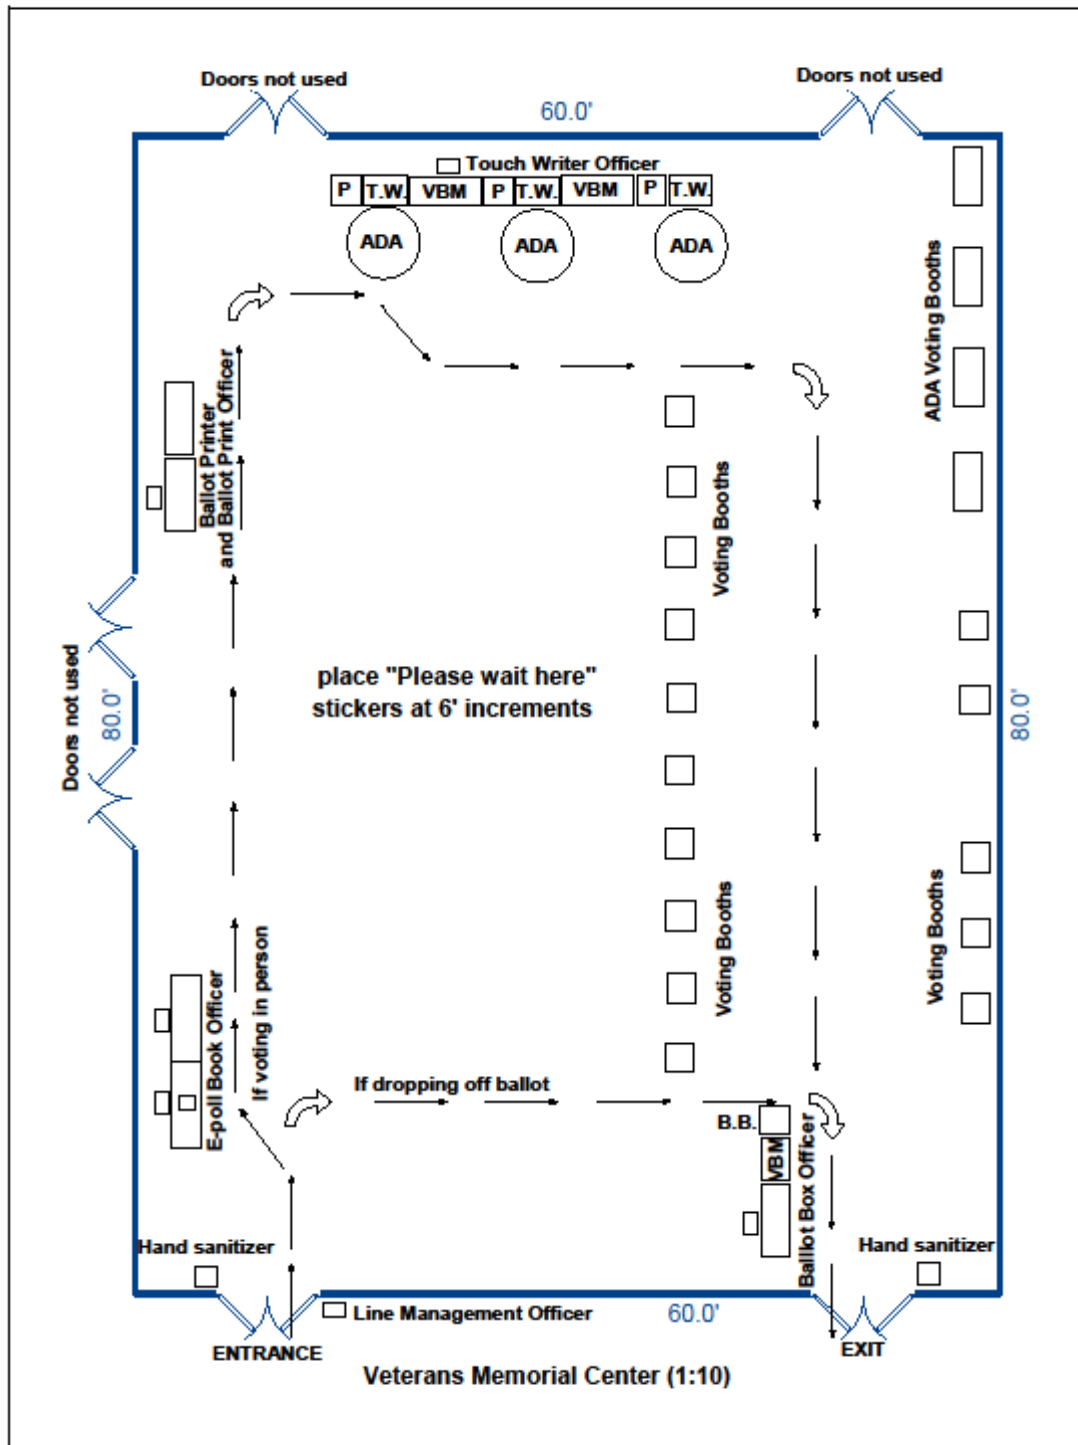 Doors not used
Doors not used
60.0'
Touch Writer Officer
P T.W. VBM P T.W. VBM P T.W.
ADA ADA ADA
ADA Voting Booths
Ballot Printer
and Ballot Print Officer
Voting Booths
Doors not used
80.0'
place "Please wait here"
stickers at 6' increments
80.0'
Voting Booths
Voting Booths
E-poll Book Officer
If voting in person
If dropping off ballot
B.B.
VBM
Balllot Box Officer
Hand sanitizer
Hand sanitizer
Line Management Officer
60.0'
ENTRANCE
EXIT
Veterans Memorial Center (1:10)